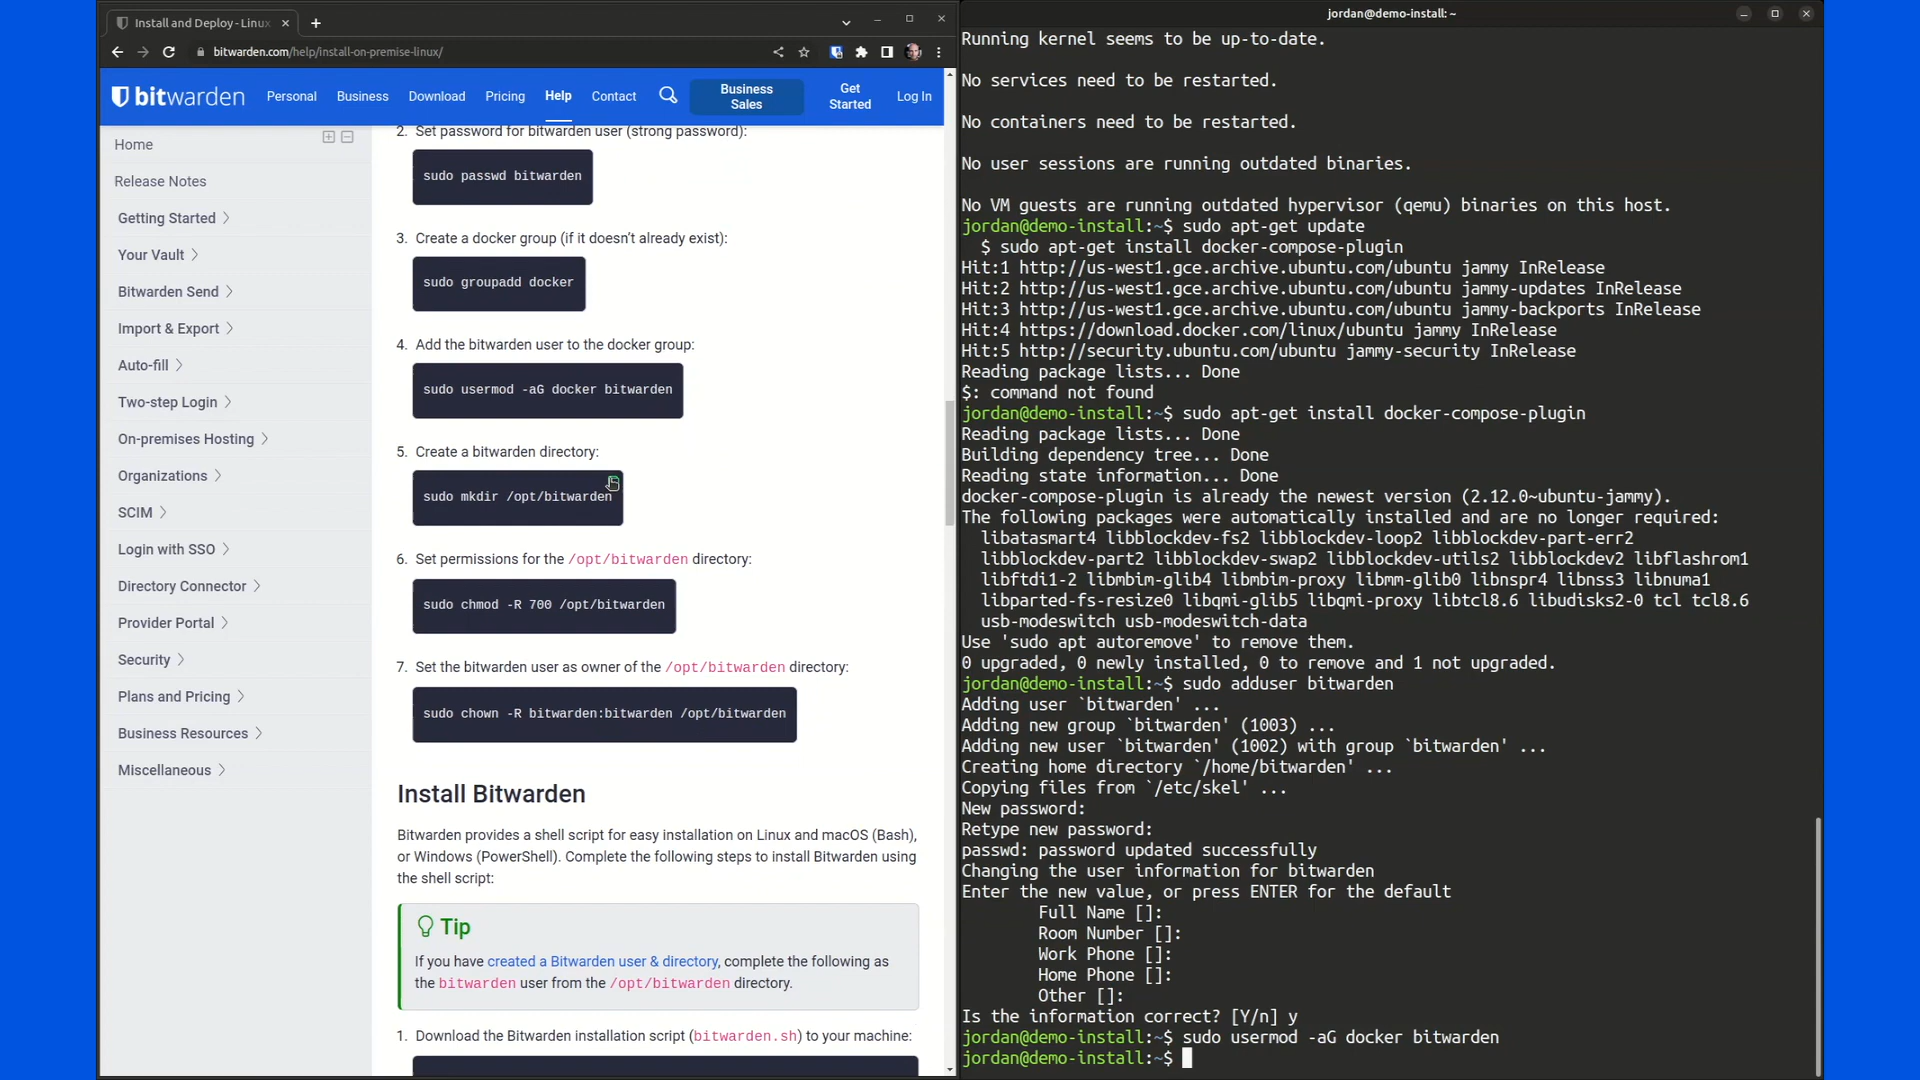 Install and Deploy - Linux
bitwarden.com/help/install-on-premise-linux/
bitwarden
Personal
Business
Download
Pricing
Help
Contact
Business Sales
Get Started
Log In
Home
Release Notes
Getting Started
Your Vault
Bitwarden Send
Import & Export
Auto-fill
Two-step Login
On-premises Hosting
Organizations
SCIM
Login with SSO
Directory Connector
Provider Portal
Security
Plans and Pricing
Business Resources
Miscellaneous
2. Set password for bitwarden user (strong password):
sudo passwd bitwarden
3. Create a docker group (if it doesn't already exist):
sudo groupadd docker
4. Add the bitwarden user to the docker group:
sudo usermod -aG docker bitwarden
5. Create a bitwarden directory:
sudo mkdir /opt/bitwarden
6. Set permissions for the /opt/bitwarden directory:
sudo chmod -R 700 /opt/bitwarden
7. Set the bitwarden user as owner of the /opt/bitwarden directory:
sudo chown -R bitwarden:bitwarden /opt/bitwarden
Install Bitwarden
Bitwarden provides a shell script for easy installation on Linux and macOS (Bash),
or Windows (PowerShell). Complete the following steps to install Bitwarden using
the shell script:
Tip
If you have created a Bitwarden user & directory, complete the following as
the bitwarden user from the /opt/bitwarden directory.
1. Download the Bitwarden installation script (bitwarden.sh) to your machine:
jordan@demo-install: ~
Running kernel seems to be up-to-date.
No services need to be restarted.
No containers need to be restarted.
No user sessions are running outdated binaries.
No VM guests are running outdated hypervisor (qemu) binaries on this host.
jordan@demo-install:~$ sudo apt-get update
$ sudo apt-get install docker-compose-plugin
Hit:1 http://us-west1.gce.archive.ubuntu.com/ubuntu jammy InRelease
Hit:2 http://us-west1.gce.archive.ubuntu.com/ubuntu jammy-updates InRelease
Hit:3 http://us-west1.gce.archive.ubuntu.com/ubuntu jammy-backports InRelease
Hit:4 https://download.docker.com/linux/ubuntu jammy InRelease
Hit:5 http://security.ubuntu.com/ubuntu jammy-security InRelease
Reading package lists... Done
$: command not found
jordan@demo-install:~$ sudo apt-get install docker-compose-plugin
Reading package lists... Done
Building dependency tree... Done
Reading state information... Done
docker-compose-plugin is already the newest version (2.12.0~ubuntu-jammy).
The following packages were automatically installed and are no longer required:
libatasmart4 libblockdev-fs2 libblockdev-loop2 libblockdev-part-err2
libblockdev-part2 libblockdev-swap2 libblockdev-utils2 libblockdev2 libflashrom1
libftdi1-2 libmbim-glib4 libmbim-proxy libmm-glib0 libnspr4 libnss3 libnuma1
libparted-fs-resize0 libqmi-glib5 libqmi-proxy libtcl8.6 libudisks2-0 tcl tcl8.6
usb-modeswitch usb-modeswitch-data
Use 'sudo apt autoremove' to remove them.
0 upgraded, 0 newly installed, 0 to remove and 1 not upgraded.
jordan@demo-install:~$ sudo adduser bitwarden
Adding user `bitwarden' ...
Adding new group `bitwarden' (1003) ...
Adding new user `bitwarden' (1002) with group `bitwarden' ...
Creating home directory `/home/bitwarden' ...
Copying files from `/etc/skel' ...
New password:
Retype new password:
passwd: password updated successfully
Changing the user information for bitwarden
Enter the new value, or press ENTER for the default
Full Name []:
Room Number []:
Work Phone []:
Home Phone []:
Other []:
Is the information correct? [Y/n] y
jordan@demo-install:~$ sudo usermod -aG docker bitwarden
jordan@demo-install:~$